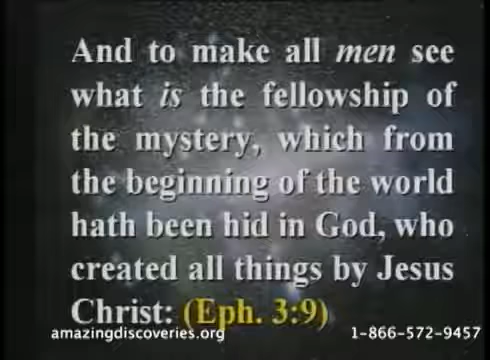 And to make all men see
what is the fellowship of
the mystery, which from
the beginning of the world
hath been hid in God, who
created all things by Jesus
Christ: (Eph. 3:9)
amazingdiscoveries.org 1-866-572-9457